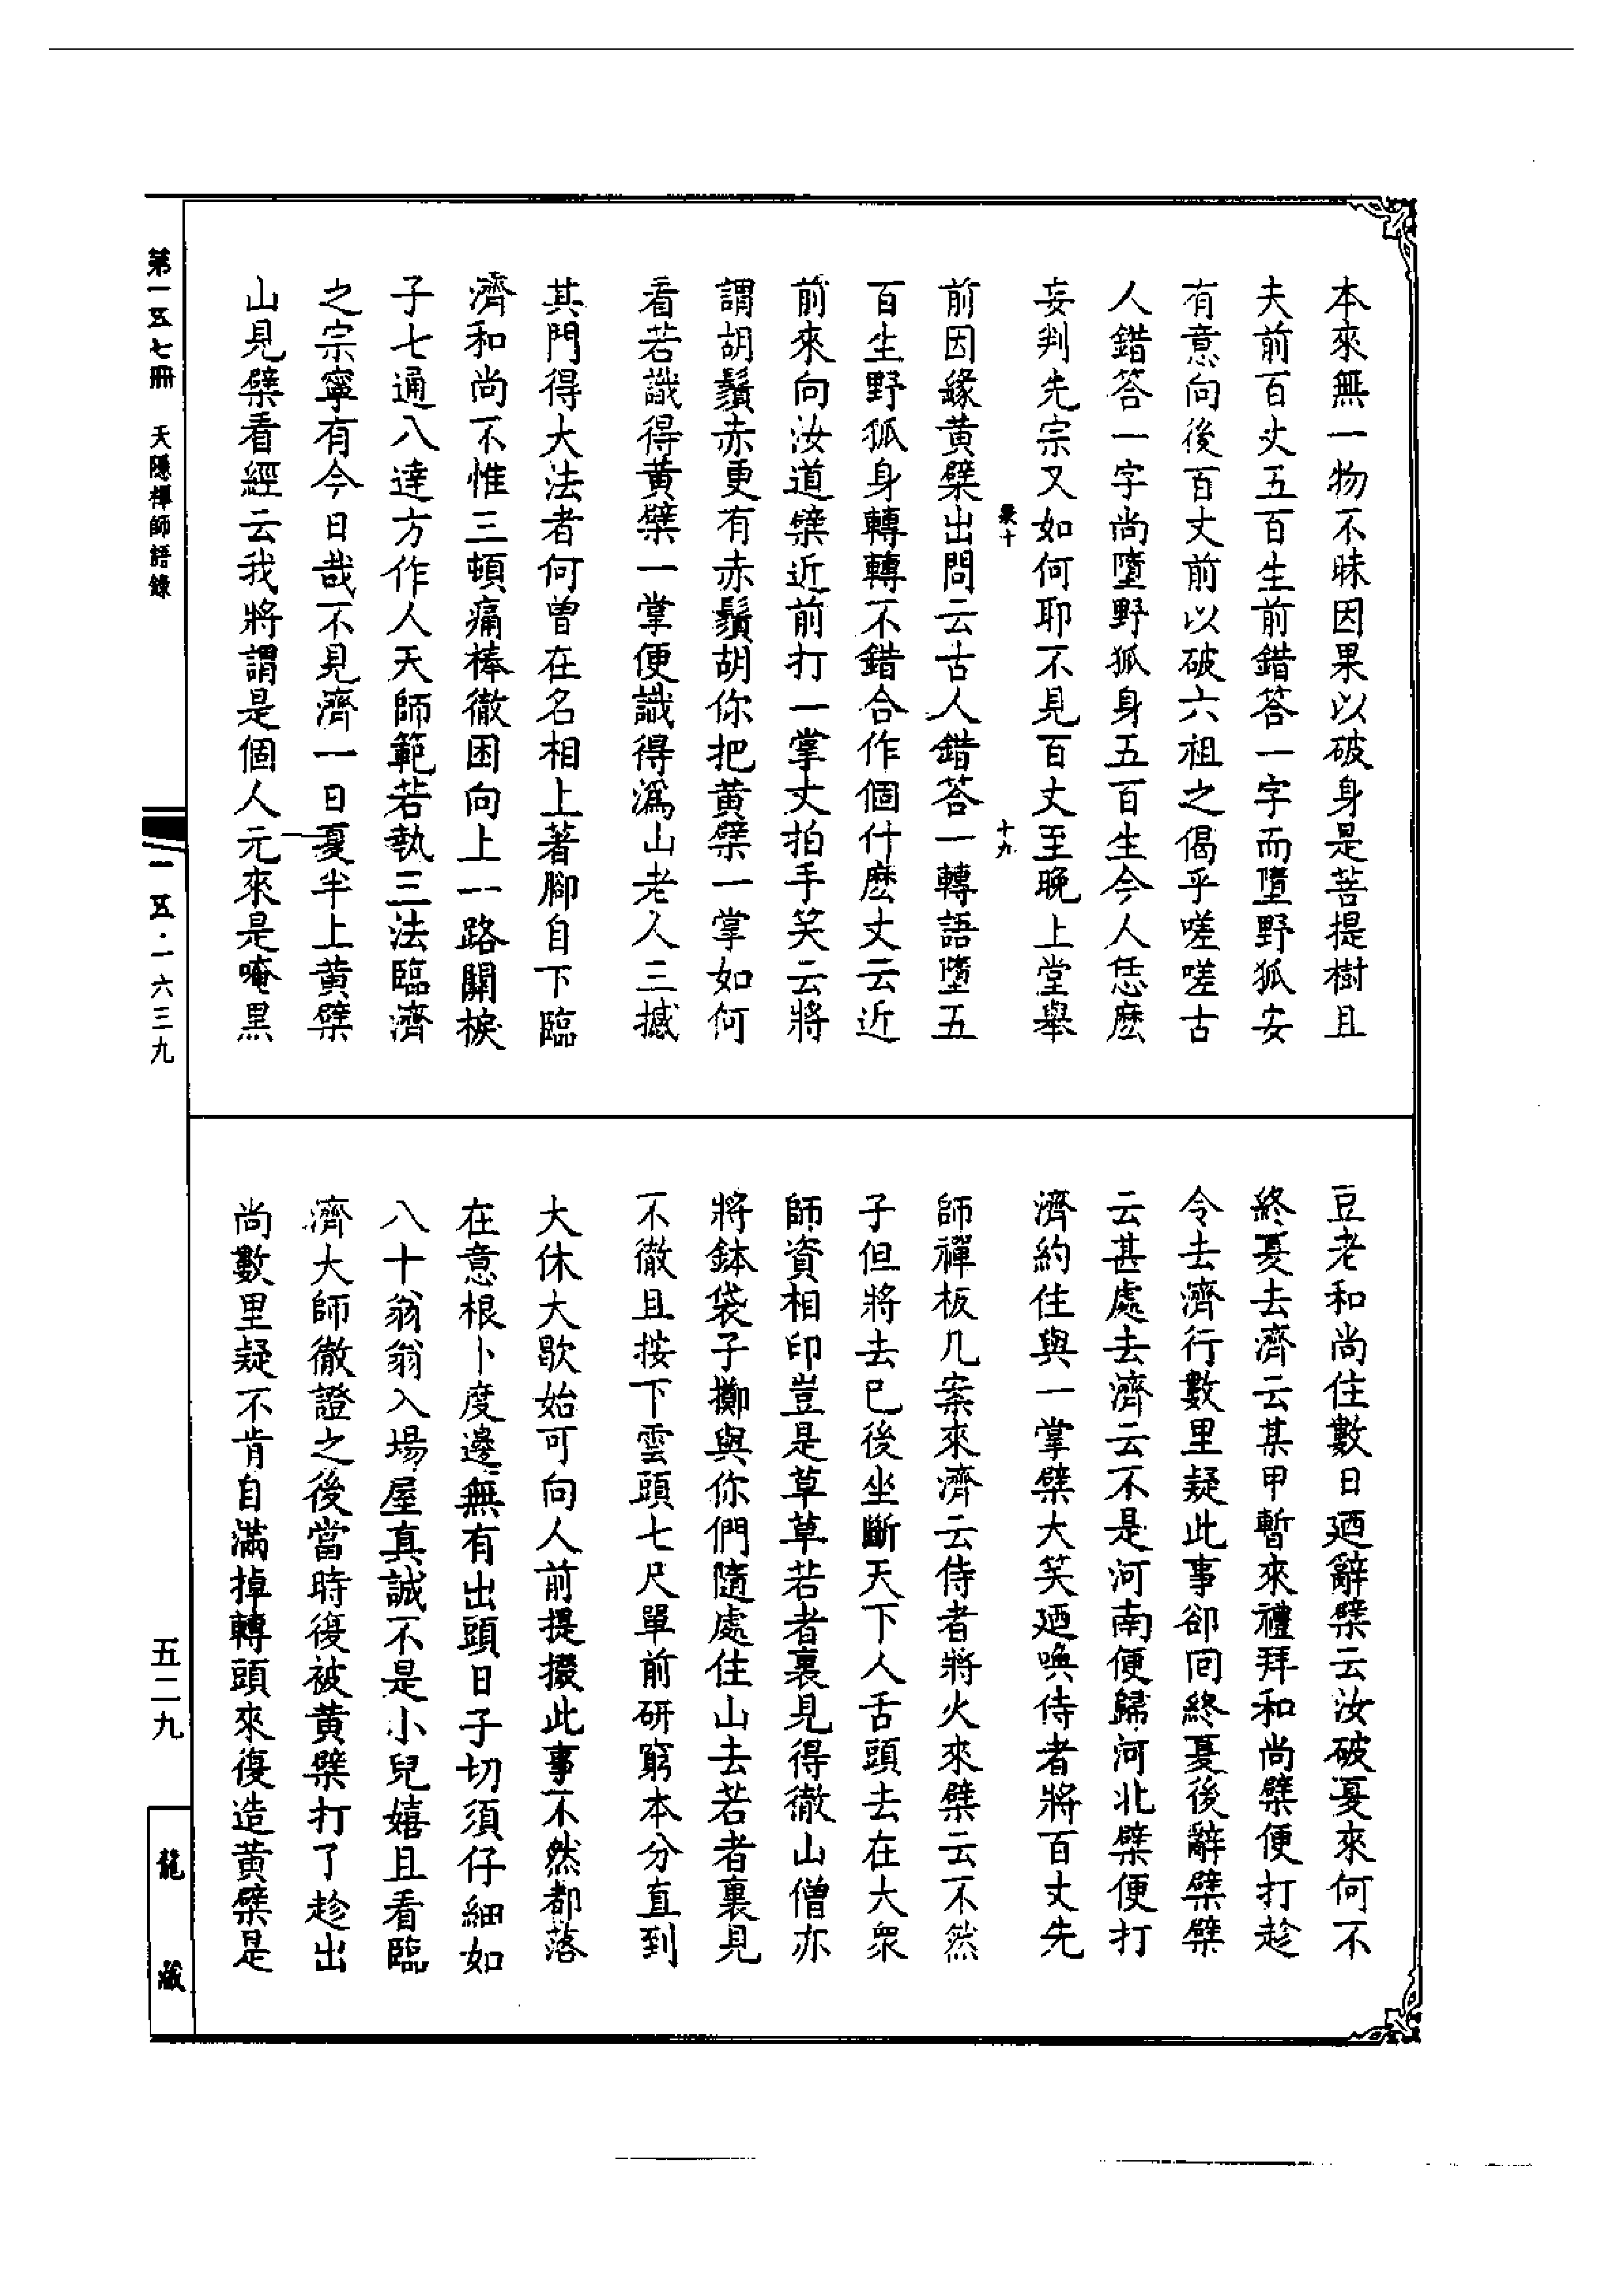 本來無一物不昧因果以破身是菩提樹且
夫前百丈五百生前錯答一字而墮野狐安
有意向後百丈前以破六祖之偈乎嗟嗟古
人錯答一字尚墮野狐身五百生今人恁麽
妄判先宗又如何耶不見百丈至晚上堂舉
十九
前因緣黃檗出問云古人錯答一轉語墮五
百生野狐身轉轉不錯合作個什麽丈云近
前來向汝道檗近前打一掌丈拍手笑云將
謂胡鬚赤更有赤鬚胡你把黃檗一掌如何
看若識得黃檗一掌便識得溈山老人三撼
其門得大法者何曾在名相上著腳自下臨
濟和尚不惟三頓痛棒徹困向上一路關棙
子七通八達方作人天師範若執三法臨濟
之宗寧有今日哉不見濟一日夏半上黃檗
山見檗看經云我將謂是個人元來是唵黑
豆老和尚住數日廼辭檗云汝破夏來何不
終夏去濟云某甲暫來禮拜和尚檗便打趁
令去濟行數里疑此事卻回終夏後辭檗檗
云甚處去濟云不是河南便歸河北檗便打
濟約住與一掌檗大笑廼喚侍者將百丈先
師禪板几案來濟云侍者將火來檗云不然
子但將去已後坐斷天下人舌頭去在大眾
師資相印豈是草草若者裏見得徹山僧亦
將鉢袋子擲與你們隨處住山去若者裏見
不徹且按下雲頭七尺單前研窮本分直到
大休大歇始可向人前提掇此事不然都落
在意根卜度邊無有出頭日子切須仔細如
八十翁翁入場屋真誠不是小兒嬉且看臨
濟大師徹證之後當時復被黃檗打了趁出
尚數里疑不肯自滿掉轉頭來復造黃檗是
第一五七冊 天隱禪師語錄
一五·一六三九
五二九
龍藏